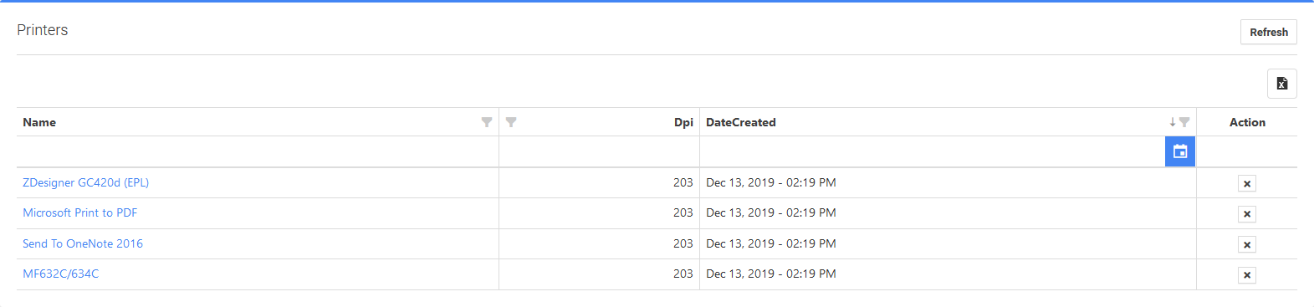 Printers
Refresh
Name Dpi DateCreated Action
ZDesigner GC420d (EPL) 203 Dec 13, 2019 - 02:19 PM
Microsoft Print to PDF 203 Dec 13, 2019 - 02:19 PM
Send To OneNote 2016 203 Dec 13, 2019 - 02:19 PM
MF632C/634C 203 Dec 13, 2019 - 02:19 PM